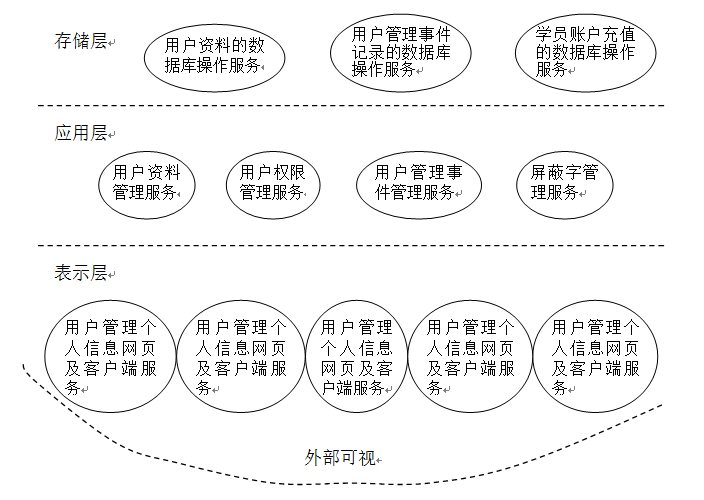 存储层
用户资料的数
据库操作服务
用户管理事件
记录的数据库
操作服务
学员账户充值
的数据库操作
服务
应用层
用户资料
管理服务
用户权限
管理服务
用户管理事
件管理服务
屏蔽字管
理服务
表示层
用户管理个
人信息网页
及客户端服
务
用户管理个
人信息网页
及客户端服
务
用户管理
个人信息
网页及客
户端服务
用户管理个
人信息网页
及客户端服
务
用户管理个
人信息网页
及客户端服
务
外部可视